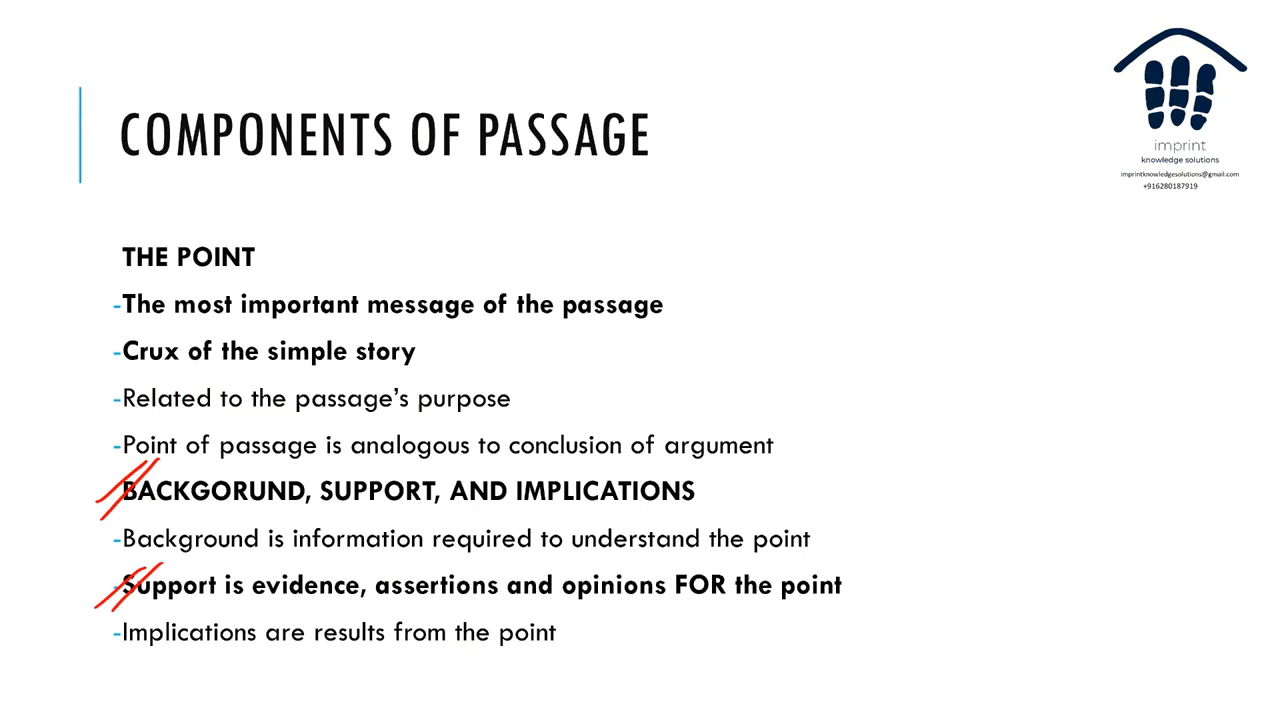 COMPONENTS OF PASSAGE
imprint
knowledge solutions
imprintknowledgesolutions@gmail.com
+916280187919
THE POINT
-The most important message of the passage
-Crux of the simple story
-Related to the passage’s purpose
-Point of passage is analogous to conclusion of argument
BACKGORUND, SUPPORT, AND IMPLICATIONS
-Background is information required to understand the point
-Support is evidence, assertions and opinions FOR the point
-Implications are results from the point